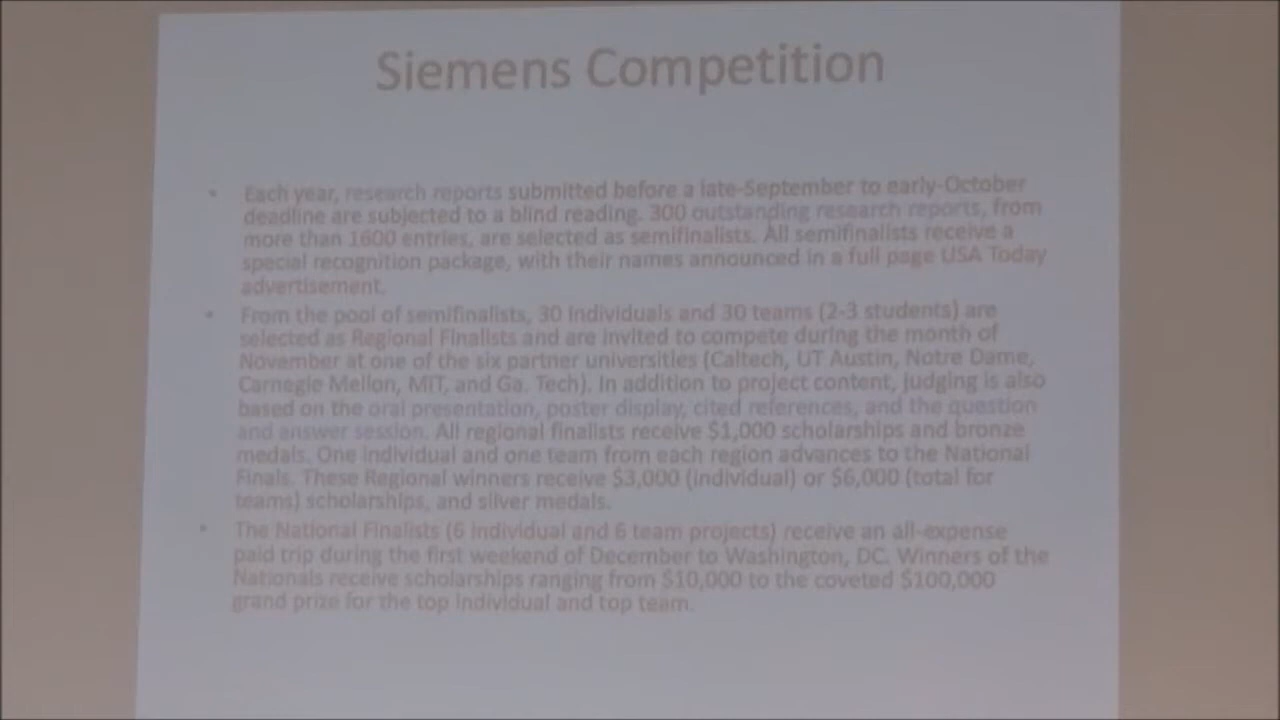 Siemens Competition
• Each year, research reports submitted before a late-September to early-October
deadline are subjected to a blind reading. 300 outstanding research reports, from
more than 1600 entries, are selected as semifinalists. All semifinalists receive a
special recognition package, with their names announced in a full page USA Today
advertisement.
• From the pool of semifinalists, 30 individuals and 30 teams (2-3 students) are
selected as Regional Finalists and are invited to compete during the month of
November at one of the six partner universities (Caltech, UT Austin, Notre Dame,
Carnegie Mellon, MIT, and Ga. Tech). In addition to project content, judging is also
based on the oral presentation, poster display, cited references, and the question
and answer session. All regional finalists receive $1,000 scholarships and bronze
medals. One individual and one team from each region advances to the National
Finals. These Regional winners receive $3,000 (individual) or $6,000 (total for
teams) scholarships, and silver medals.
• The National Finalists (6 individual and 6 team projects) receive an all-expense
paid trip during the first weekend of December to Washington, DC. Winners of the
Nationals receive scholarships ranging from $10,000 to the coveted $100,000
grand prize for the top individual and top team.